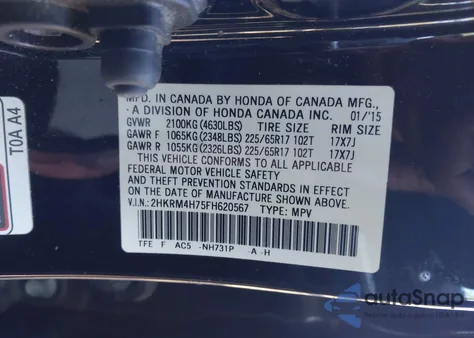 T0A A4
MFD. IN CANADA BY HONDA OF CANADA MFG.,
- A DIVISION OF HONDA CANADA INC. 01/'15
GVWR 2100KG (4630LBS) TIRE SIZE RIM SIZE
GAWR F 1065KG (2348LBS) 225/65R17 102T 17X7J
GAWR R 1055KG (2326LBS) 225/65R17 102T 17X7J
THIS VEHICLE CONFORMS TO ALL APPLICABLE
FEDERAL MOTOR VEHICLE SAFETY
STANDARDS IN EFFECT
ON THE DATE OF MANUFACTURE SHOWN ABOVE.
V.I.N.: 2HKRM4H75FH620567 TYPE: MPV
TFE F AC5 -NH731P -A -H
autoSnap